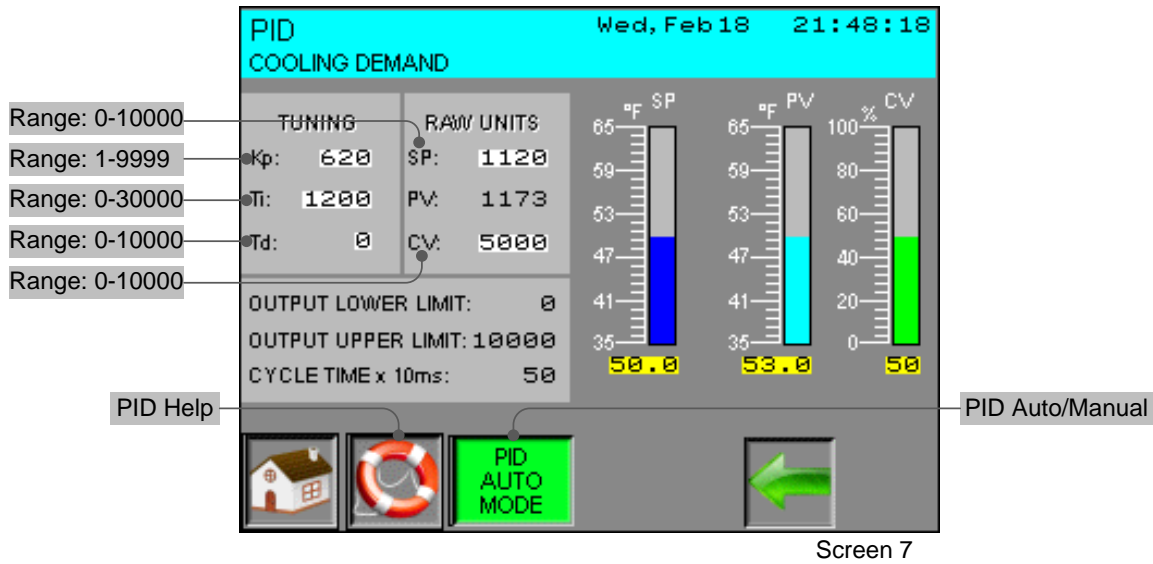 PID
Wed, Feb 18 21:48:18
COOLING DEMAND
Range: 0-10000
Range: 1-9999
Range: 0-30000
Range: 0-10000
Range: 0-10000
TUNING
Kp: 620
Ti: 1200
Td: 0
RAW UNITS
SP: 1120
PV: 1173
CV: 5000
OUTPUT LOWER LIMIT: 0
OUTPUT UPPER LIMIT: 10000
CYCLE TIME x 10ms: 50
°F SP
65
59
53
47
41
35
50.0
°F PV
65
59
53
47
41
35
53.0
% CV
100
80
60
40
20
0
50
PID Help
PID
AUTO
MODE
PID Auto/Manual
Screen 7